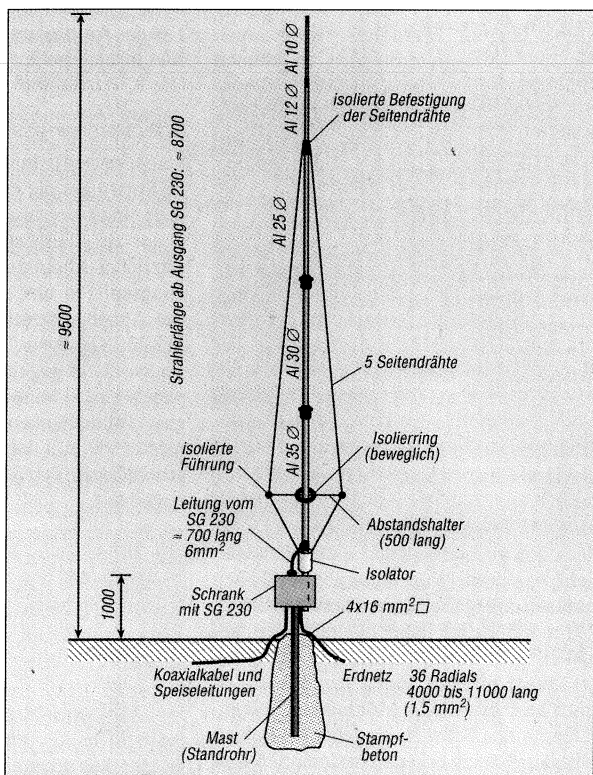 Al 10 Ø
Al 12 Ø
isolierte Befestigung
der Seitendrähte
Strahlerlänge ab Ausgang SG 230: ≈ 8700
Al 25 Ø
≈ 9500
Al 30 Ø
5 Seitendrähte
Al 35 Ø
Isolierring
(beweglich)
isolierte
Führung
Leitung vom
SG 230
≈ 700 lang
6mm²
Abstandshalter
(500 lang)
Isolator
1000
Schrank
mit SG 230
4x16 mm² □
Koaxialkabel und
Speiseleitungen
Erdnetz 36 Radials
4000 bis 11000 lang
(1,5 mm²)
Mast
(Standrohr)
Stampf-
beton